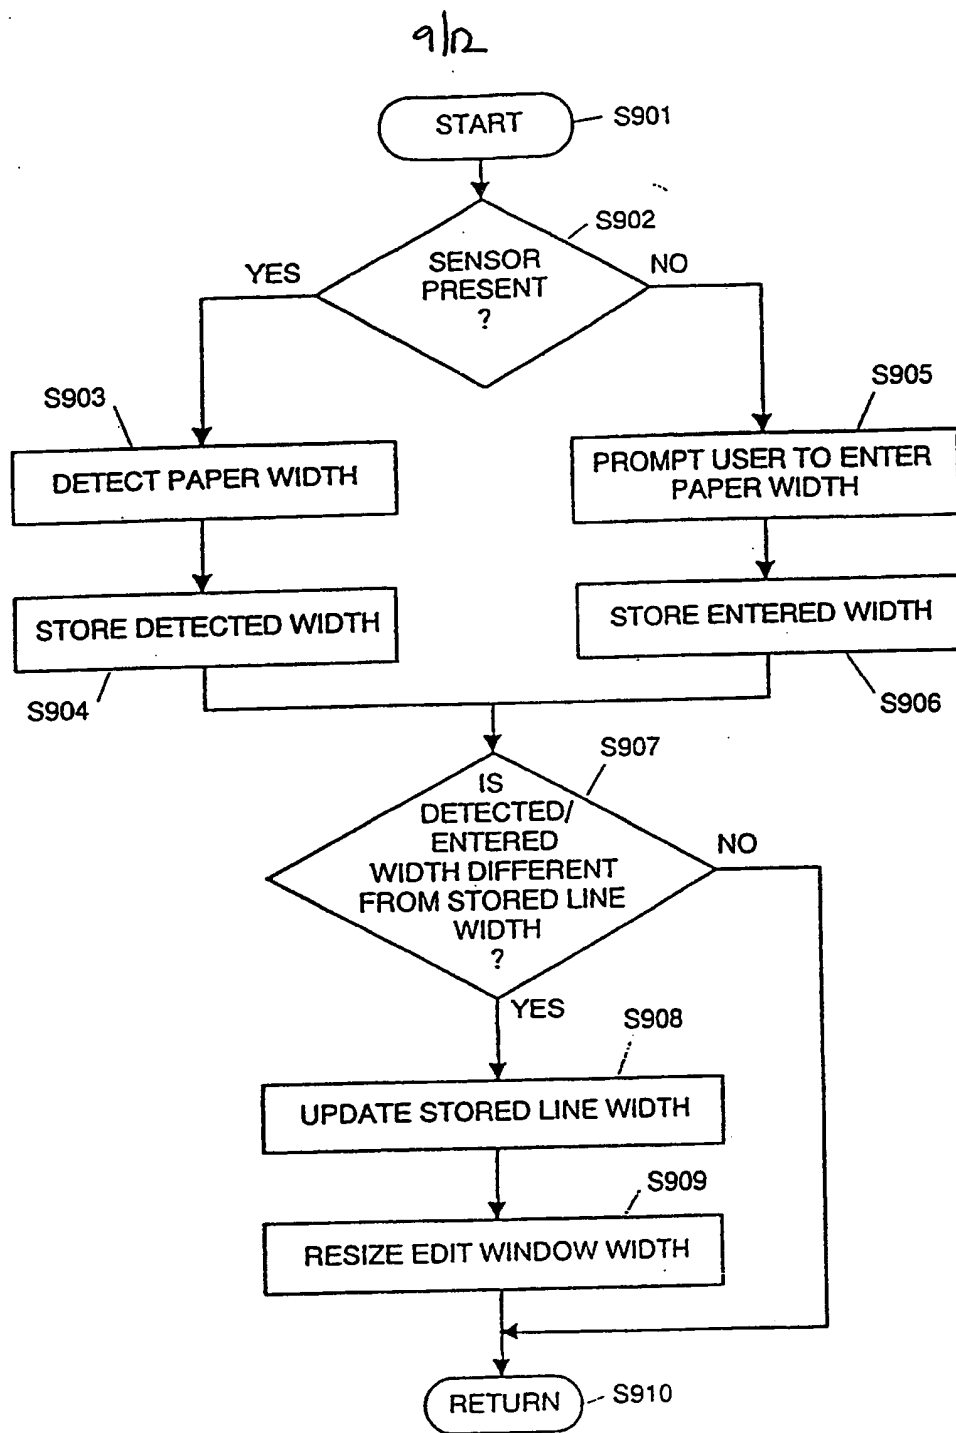 9/12
START
S901
S902
SENSOR
PRESENT
?
YES
NO
S903
S905
DETECT PAPER WIDTH
PROMPT USER TO ENTER
PAPER WIDTH
STORE DETECTED WIDTH
STORE ENTERED WIDTH
S904
S906
S907
IS
DETECTED/
ENTERED
WIDTH DIFFERENT
FROM STORED LINE
WIDTH
?
NO
YES
S908
UPDATE STORED LINE WIDTH
S909
RESIZE EDIT WINDOW WIDTH
RETURN
S910